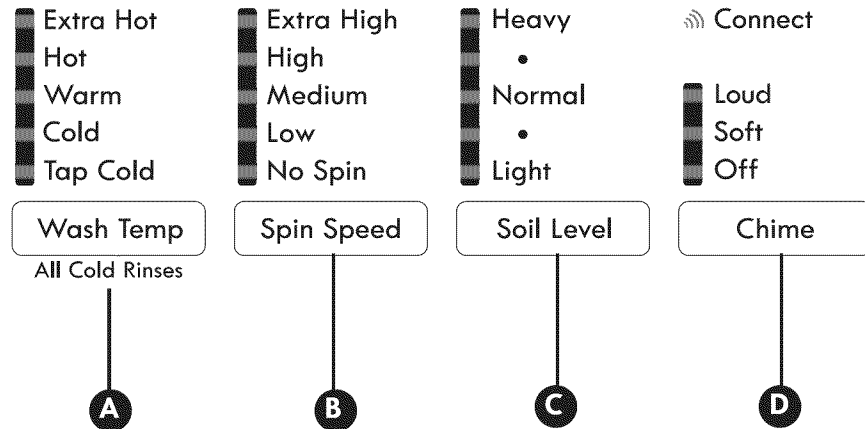 Extra Hot
Hot
Warm
Cold
Tap Cold
Wash Temp
All Cold Rinses
A
Extra High
High
Medium
Low
No Spin
Spin Speed
B
Heavy
•
Normal
•
Light
Soil Level
C
Connect
Loud
Soft
Off
Chime
D